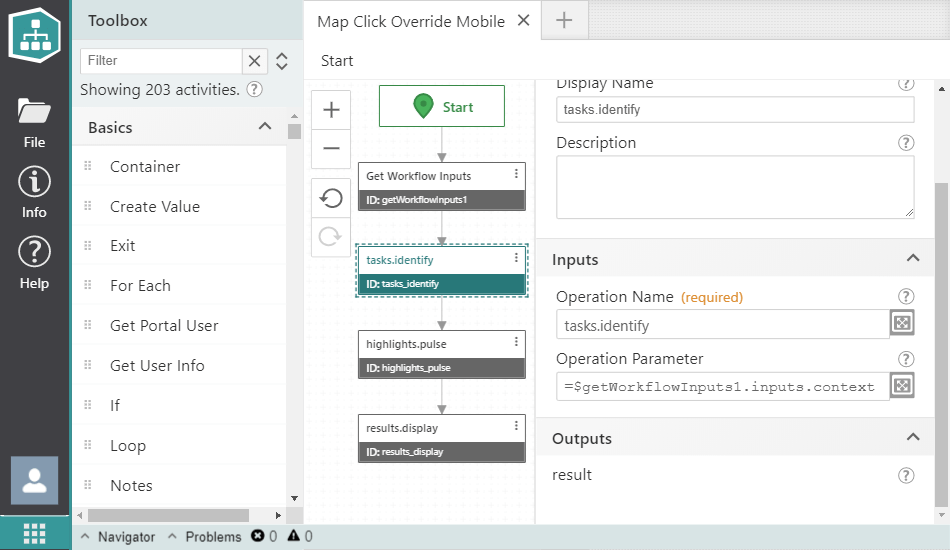 Toolbox
Map Click Override Mobile
Filter
Showing 203 activities.
Start
Basics
Container
Create Value
Exit
For Each
Get Portal User
Get User Info
If
Loop
Notes
File
Info
Help
Start
Get Workflow Inputs
ID: getWorkflowInputs1
tasks.identify
ID: tasks_identify
highlights.pulse
ID: highlights_pulse
results.display
ID: results_display
Display Name
tasks.identify
Description
Inputs
Operation Name (required)
tasks.identify
Operation Parameter
=$getWorkflowInputs1.inputs.context
Outputs
result
Navigator Problems 0 0